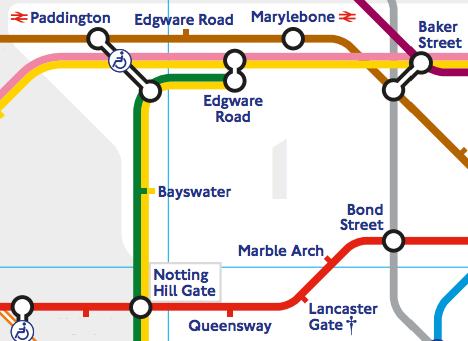 Paddington
Edgware Road
Marylebone
Baker
Street
Edgware
Road
Bayswater
Bond
Street
Marble Arch
Notting
Hill Gate
Lancaster
Gate†
Queensway